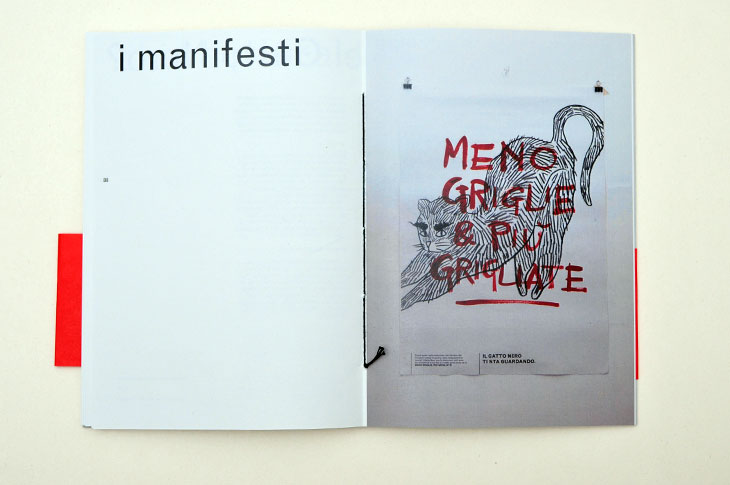 i manifesti
MENO
GRIGLIE
& PIÙ
GRIGLIATE
IL GATTO NERO
TI STA GUARDANDO.